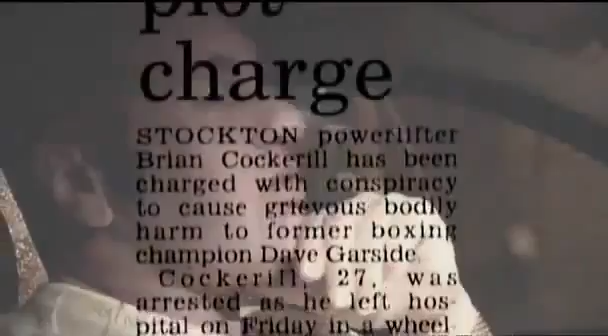 plot
charge
STOCKTON powerlifter
Brian Cockerill has been
charged with conspiracy
to cause grievous bodily
harm to former boxing
champion Dave Garside.
Cockerill, 27, was
arrested as he left hos-
pital on Friday in a wheel